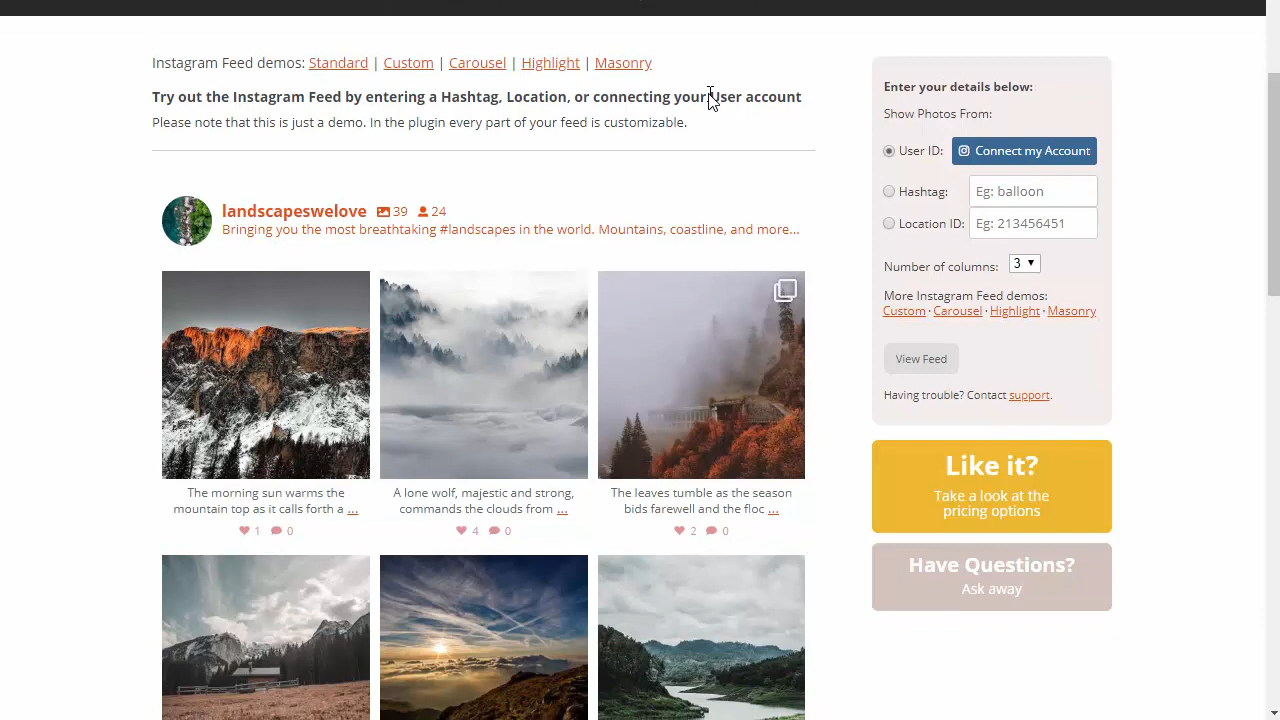 Instagram Feed demos: Standard | Custom | Carousel | Highlight | Masonry
Try out the Instagram Feed by entering a Hashtag, Location, or connecting your User account
Please note that this is just a demo. In the plugin every part of your feed is customizable.
landscapeswelove 39 24
Bringing you the most breathtaking #landscapes in the world. Mountains, coastline, and more...
The morning sun warms the
mountain top as it calls forth a ...
1 0
A lone wolf, majestic and strong,
commands the clouds from ...
4 0
The leaves tumble as the season
bids farewell and the floc ...
2 0
Enter your details below:
Show Photos From:
User ID: Connect my Account
Hashtag: Eg: balloon
Location ID: Eg: 213456451
Number of columns: 3
More Instagram Feed demos:
Custom · Carousel · Highlight · Masonry
View Feed
Having trouble? Contact support.
Like it?
Take a look at the
pricing options
Have Questions?
Ask away